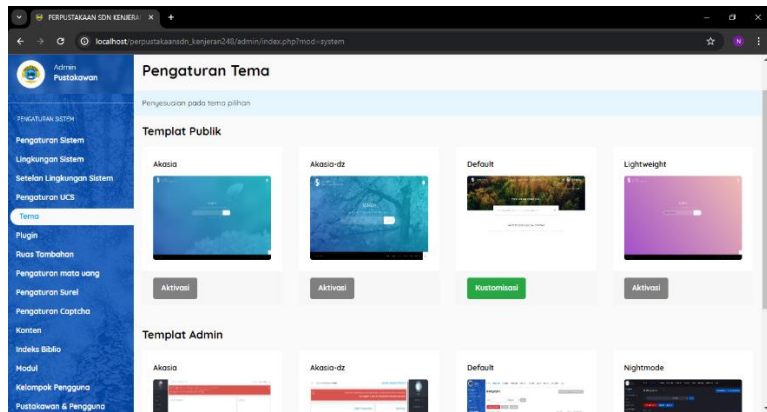 PERPUSTAKAAN SDN KENJERA
localhost/perpustakaansdn_kenjeran248/admin/index.php?mod=system
N
Admin
Pustakawan
PENGATURAN SISTEM
Pengaturan Sistem
Lingkungan Sistem
Setelan Lingkungan Sistem
Pengaturan UCS
Tema
Plugin
Ruas Tambahan
Pengaturan mata uang
Pengaturan Surel
Pengaturan Captcha
Konten
Indeks Biblio
Modul
Kelompok Pengguna
Pustakawan & Pengguna
Pengaturan Tema
Penyesuaian pada tema pilihan
Templat Publik
Akasia
Akasia-dz
Default
Lightweight
Aktivasi
Aktivasi
Kustomisasi
Aktivasi
Templat Admin
Akasia
Akasia-dz
Default
Nightmode